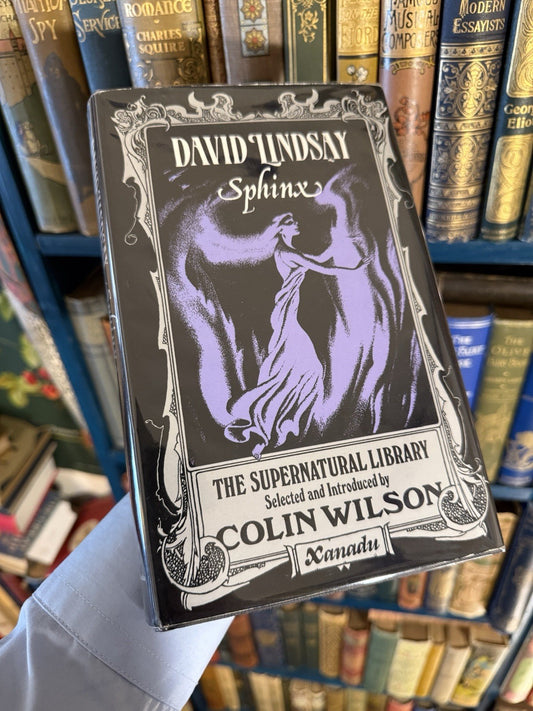 DAVID LINDSAY
Sphinx
THE SUPERNATURAL LIBRARY
Selected and Introduced by
COLIN WILSON
Xanadu
SPY
SERVICE
ROMANCE
CHARLES
SQUIRE
MUSICAL
COMPOSERS
MODERN
ESSAYISTS
George
Eliot